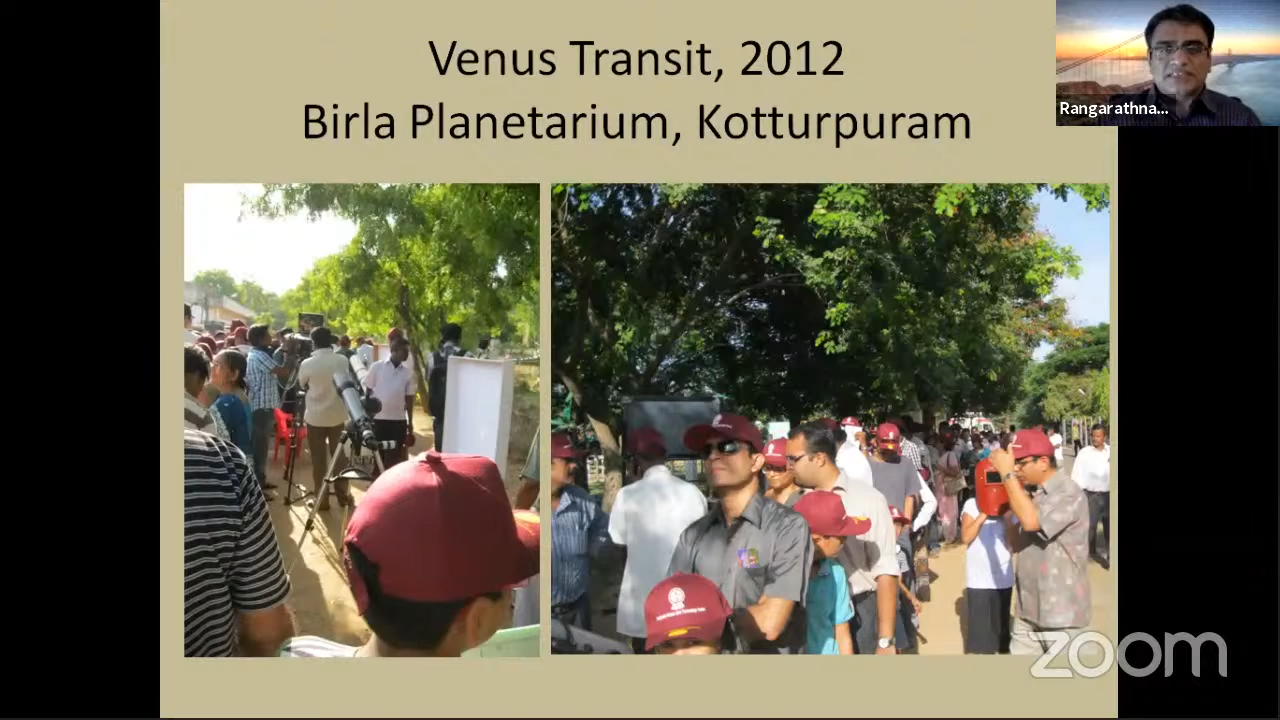 Venus Transit, 2012
Birla Planetarium, Kotturpuram
Rangarathna...
zoom